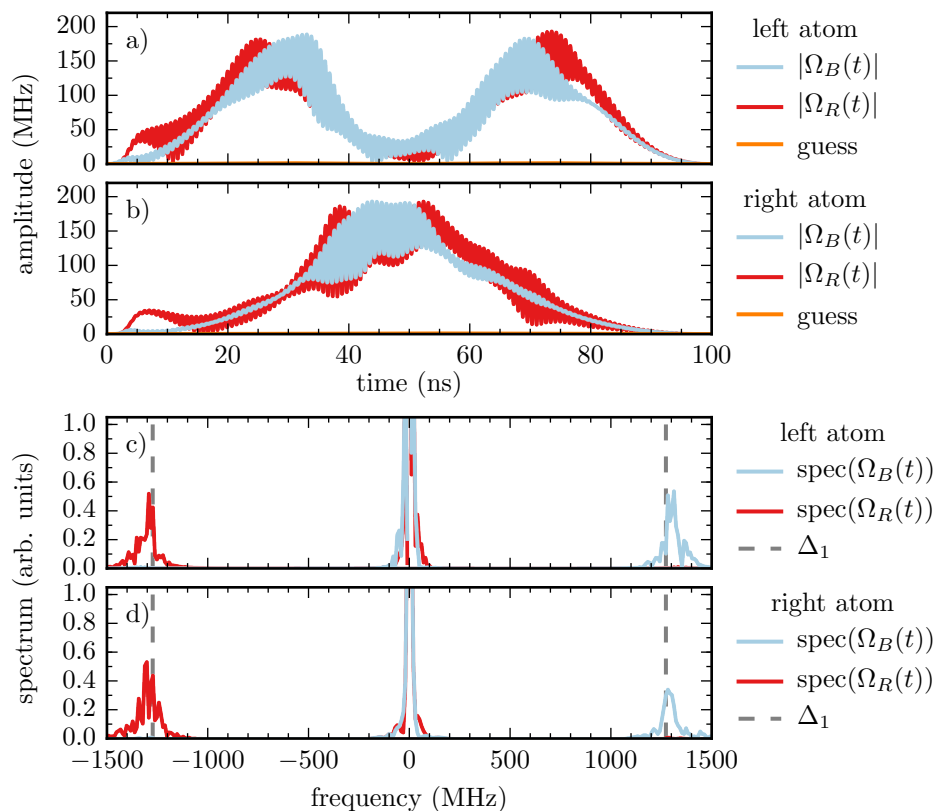 a)
200
150
100
50
0
left atom
|Ω_B(t)|
|Ω_R(t)|
guess
b)
200
150
100
50
0
right atom
|Ω_B(t)|
|Ω_R(t)|
guess
amplitude (MHz)
0 20 40 60 80 100
time (ns)
c)
1.0
0.8
0.6
0.4
0.2
0.0
left atom
spec(Ω_B(t))
spec(Ω_R(t))
Δ_1
d)
1.0
0.8
0.6
0.4
0.2
0.0
right atom
spec(Ω_B(t))
spec(Ω_R(t))
Δ_1
spectrum (arb. units)
−1500 −1000 −500 0 500 1000 1500
frequency (MHz)